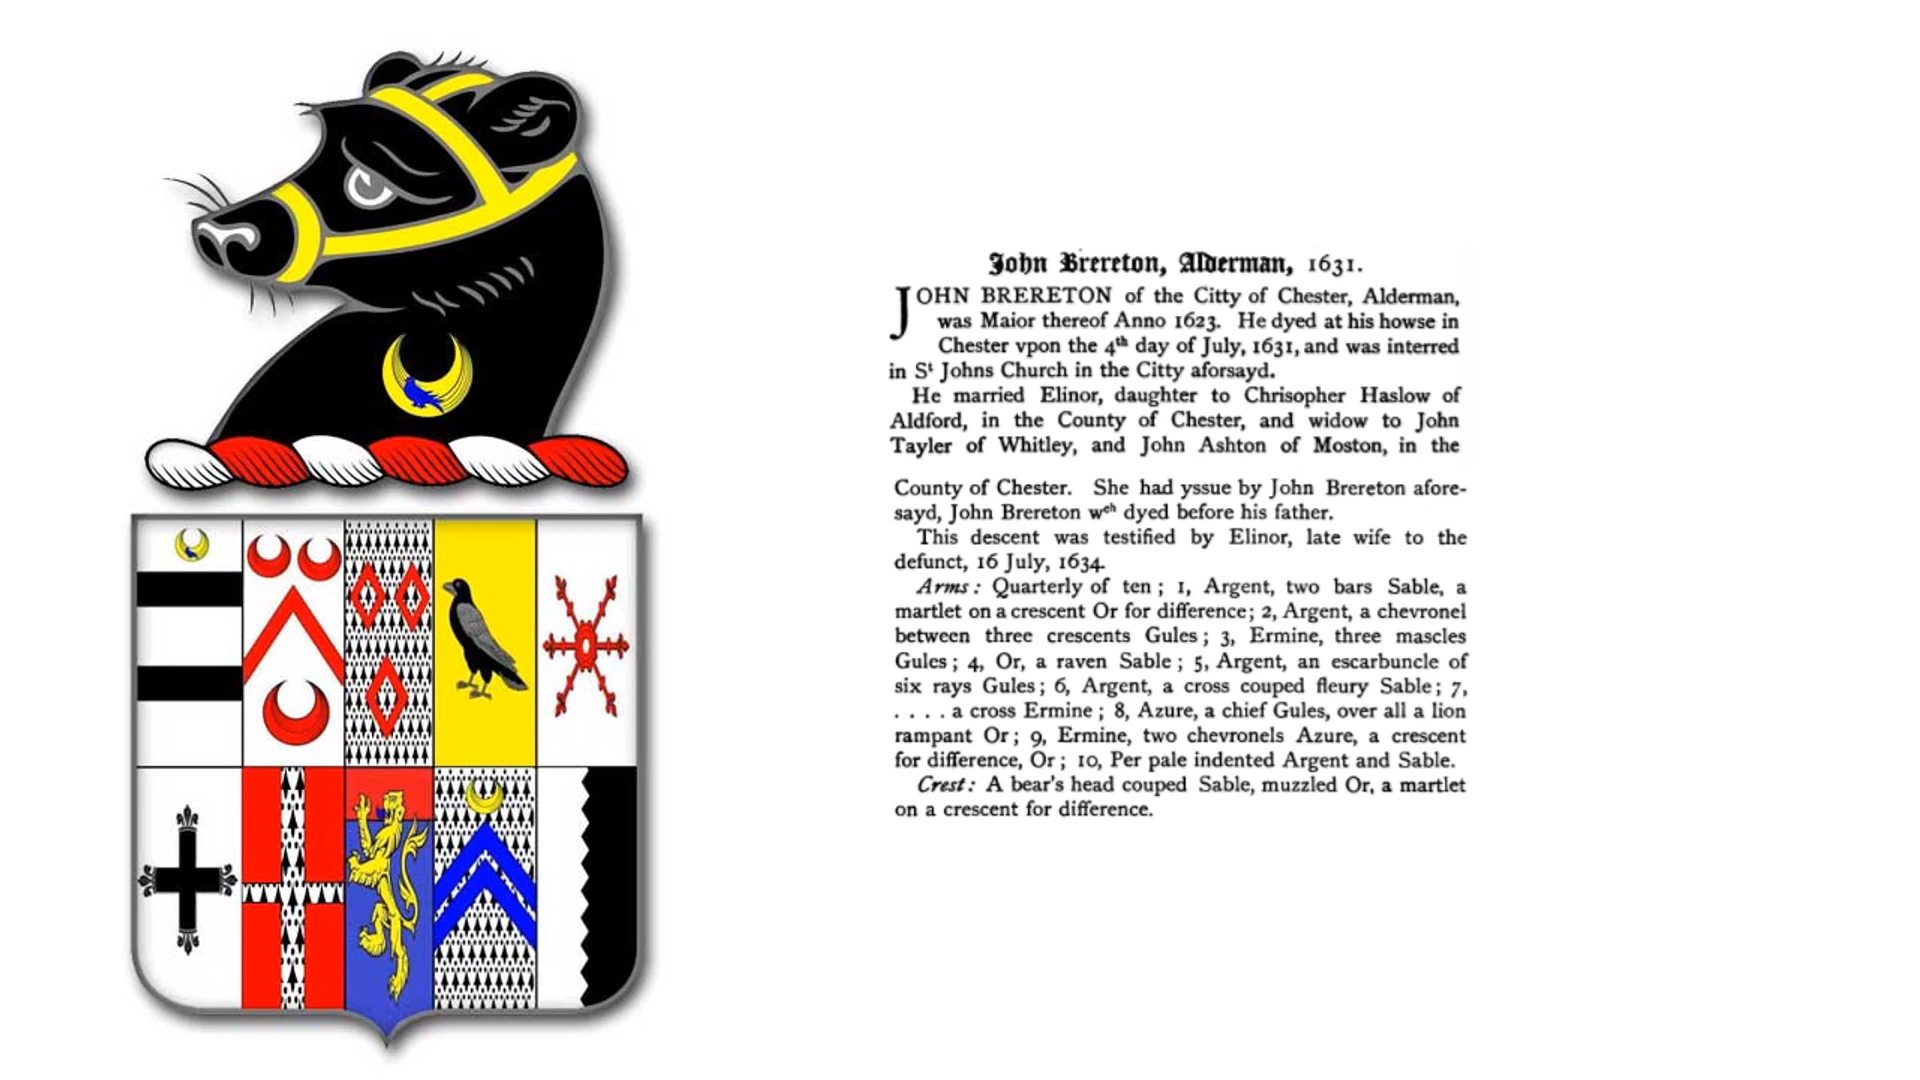 John Brereton, Alderman, 1631.
JOHN BRERETON of the Citty of Chester, Alderman,
was Maior thereof Anno 1623. He dyed at his howse in
Chester vpon the 4th day of July, 1631, and was interred
in St Johns Church in the Citty aforsayd.
He married Elinor, daughter to Chrisopher Haslow of
Aldford, in the County of Chester, and widow to John
Tayler of Whitley, and John Ashton of Moston, in the
County of Chester. She had yssue by John Brereton afore-
sayd, John Brereton wch dyed before his father.
This descent was testified by Elinor, late wife to the
defunct, 16 July, 1634.
Arms: Quarterly of ten; 1, Argent, two bars Sable, a
martlet on a crescent Or for difference; 2, Argent, a chevronel
between three crescents Gules; 3, Ermine, three mascles
Gules; 4, Or, a raven Sable; 5, Argent, an escarbuncle of
six rays Gules; 6, Argent, a cross couped fleury Sable; 7,
. . . . a cross Ermine; 8, Azure, a chief Gules, over all a lion
rampant Or; 9, Ermine, two chevronels Azure, a crescent
for difference, Or; 10, Per pale indented Argent and Sable.
Crest: A bear's head couped Sable, muzzled Or, a martlet
on a crescent for difference.